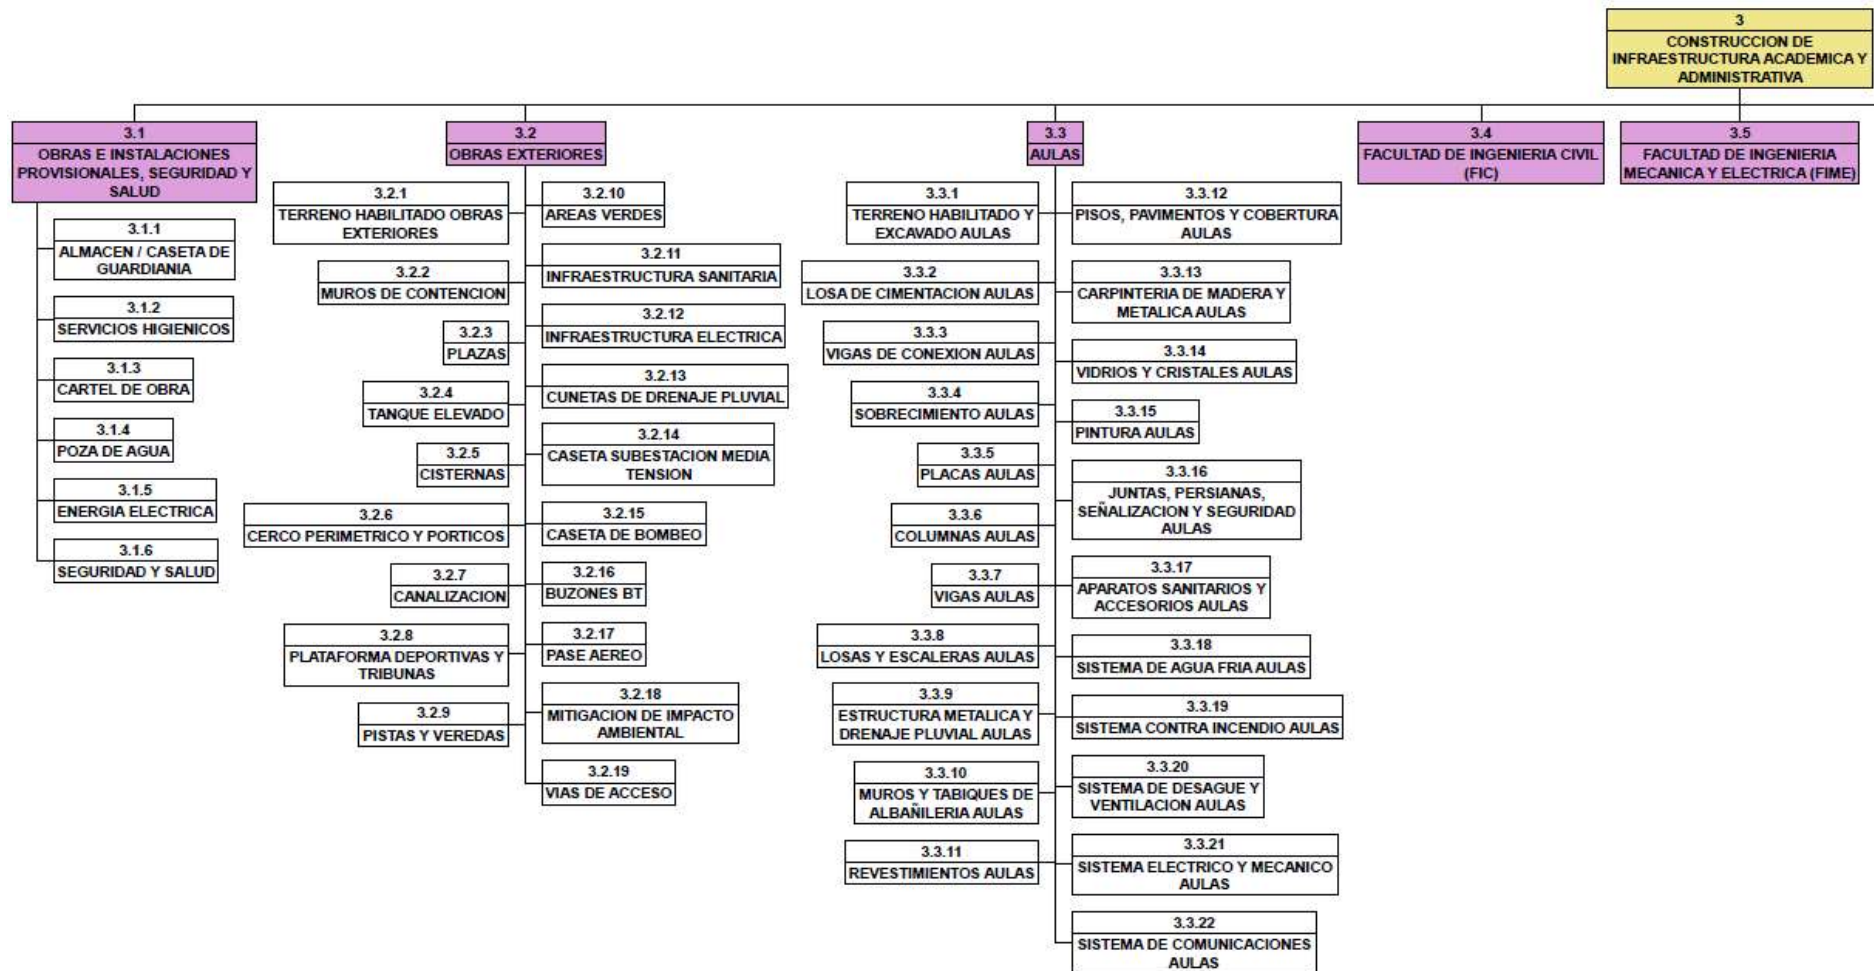 3
CONSTRUCCION DE
INFRAESTRUCTURA ACADEMICA Y
ADMINISTRATIVA
3.1
OBRAS E INSTALACIONES
PROVISIONALES, SEGURIDAD Y
SALUD
3.1.1
ALMACEN / CASETA DE
GUARDIANIA
3.1.2
SERVICIOS HIGIENICOS
3.1.3
CARTEL DE OBRA
3.1.4
POZA DE AGUA
3.1.5
ENERGIA ELECTRICA
3.1.6
SEGURIDAD Y SALUD
3.2
OBRAS EXTERIORES
3.2.1
TERRENO HABILITADO OBRAS
EXTERIORES
3.2.2
MUROS DE CONTENCION
3.2.3
PLAZAS
3.2.4
TANQUE ELEVADO
3.2.5
CISTERNAS
3.2.6
CERCO PERIMETRICO Y PORTICOS
3.2.7
CANALIZACION
3.2.8
PLATAFORMA DEPORTIVAS Y
TRIBUNAS
3.2.9
PISTAS Y VEREDAS
3.2.10
AREAS VERDES
3.2.11
INFRAESTRUCTURA SANITARIA
3.2.12
INFRAESTRUCTURA ELECTRICA
3.2.13
CUNETAS DE DRENAJE PLUVIAL
3.2.14
CASETA SUBESTACION MEDIA
TENSION
3.2.15
CASETA DE BOMBEO
3.2.16
BUZONES BT
3.2.17
PASE AEREO
3.2.18
MITIGACION DE IMPACTO
AMBIENTAL
3.2.19
VIAS DE ACCESO
3.3
AULAS
3.3.1
TERRENO HABILITADO Y
EXCAVADO AULAS
3.3.2
LOSA DE CIMENTACION AULAS
3.3.3
VIGAS DE CONEXION AULAS
3.3.4
SOBRECIMIENTO AULAS
3.3.5
PLACAS AULAS
3.3.6
COLUMNAS AULAS
3.3.7
VIGAS AULAS
3.3.8
LOSAS Y ESCALERAS AULAS
3.3.9
ESTRUCTURA METALICA Y
DRENAJE PLUVIAL AULAS
3.3.10
MUROS Y TABIQUES DE
ALBAÑILERIA AULAS
3.3.11
REVESTIMIENTOS AULAS
3.3.12
PISOS, PAVIMENTOS Y COBERTURA
AULAS
3.3.13
CARPINTERIA DE MADERA Y
METALICA AULAS
3.3.14
VIDRIOS Y CRISTALES AULAS
3.3.15
PINTURA AULAS
3.3.16
JUNTAS, PERSIANAS,
SEÑALIZACION Y SEGURIDAD
AULAS
3.3.17
APARATOS SANITARIOS Y
ACCESORIOS AULAS
3.3.18
SISTEMA DE AGUA FRIA AULAS
3.3.19
SISTEMA CONTRA INCENDIO AULAS
3.3.20
SISTEMA DE DESAGUE Y
VENTILACION AULAS
3.3.21
SISTEMA ELECTRICO Y MECANICO
AULAS
3.3.22
SISTEMA DE COMUNICACIONES
AULAS
3.4
FACULTAD DE INGENIERIA CIVIL
(FIC)
3.5
FACULTAD DE INGENIERIA
MECANICA Y ELECTRICA (FIME)